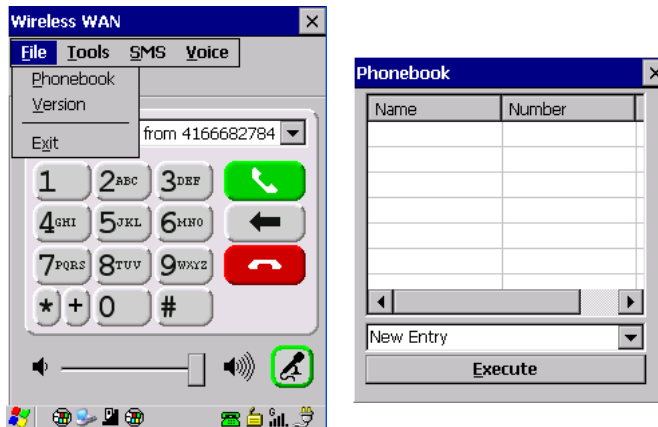 Wireless WAN
File Tools SMS Voice
Phonebook
Version
Exit
from 4166682784
1 2ABC 3DEF
4GHI 5JKL 6MNO
7PQRS 8TUV 9WXYZ
* + 0 #
G
Phonebook
Name Number
New Entry
Execute